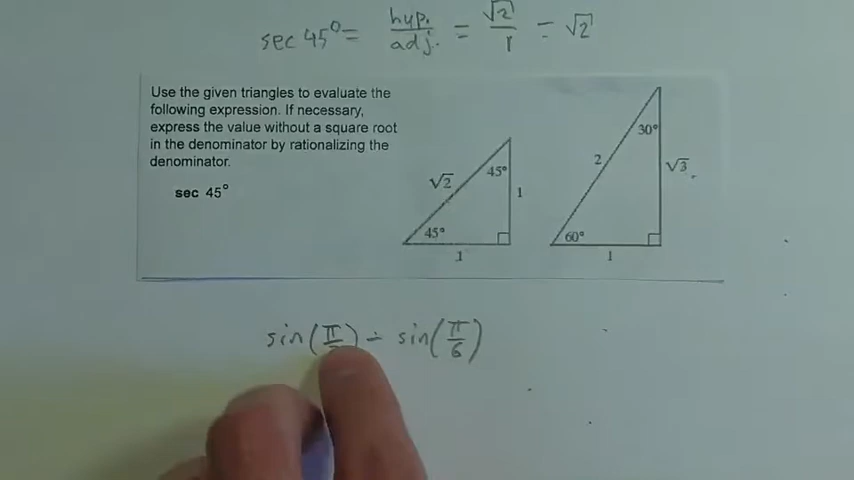 sec 45° = hyp. / adj. = √2 / 1 = √2
Use the given triangles to evaluate the
following expression. If necessary,
express the value without a square root
in the denominator by rationalizing the
denominator.
sec 45°
√2
45°
1
45°
1
30°
2
√3
60°
1
sin(π/ ) - sin(π/6)